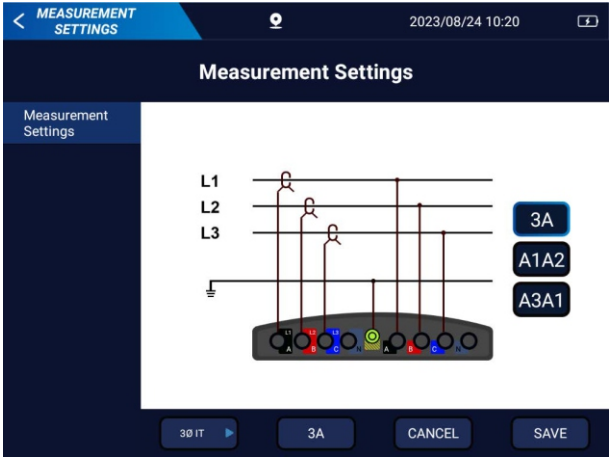 MEASUREMENT
SETTINGS
2023/08/24 10:20
Measurement Settings
Measurement
Settings
L1
L2
L3
3A
A1A2
A3A1
L1 L2 L3
A B C N A B C N
3Ø IT
3A
CANCEL
SAVE